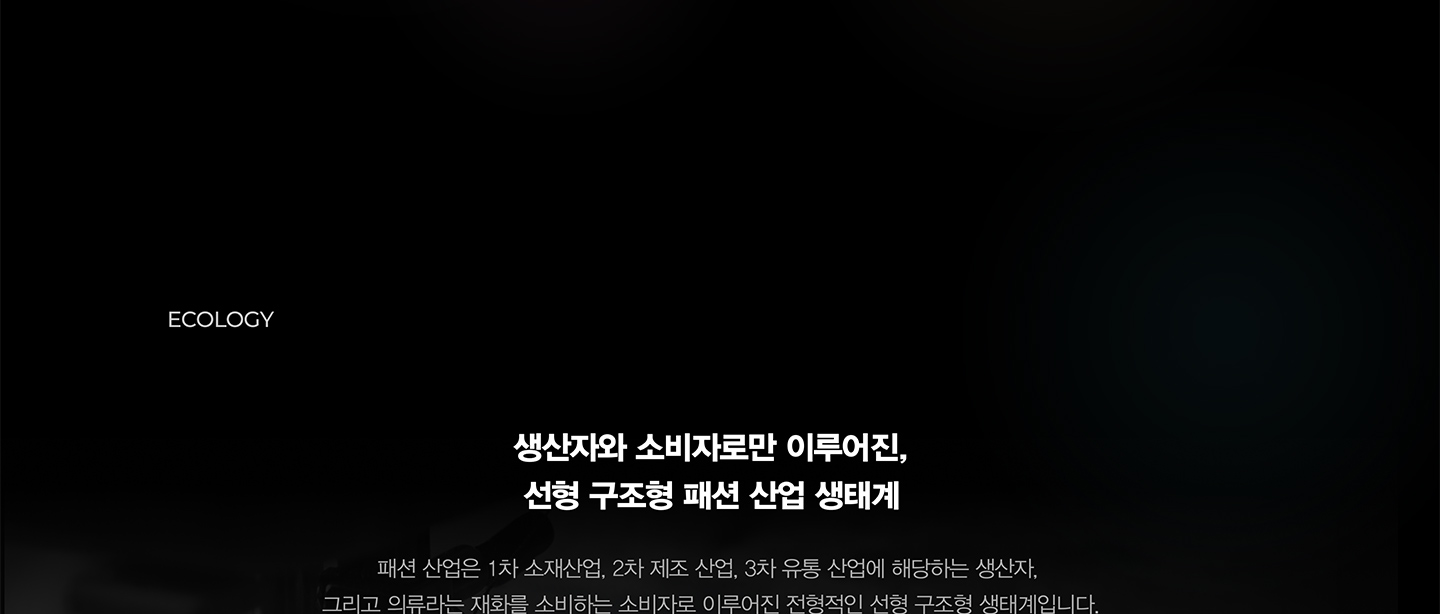 ECOLOGY
생산자와 소비자로만 이루어진,
선형 구조형 패션 산업 생태계
패션 산업은 1차 소재산업, 2차 제조 산업, 3차 유통 산업에 해당하는 생산자,
그리고 의류라는 재화를 소비하는 소비자로 이루어진 전형적인 선형 구조형 생태계입니다.